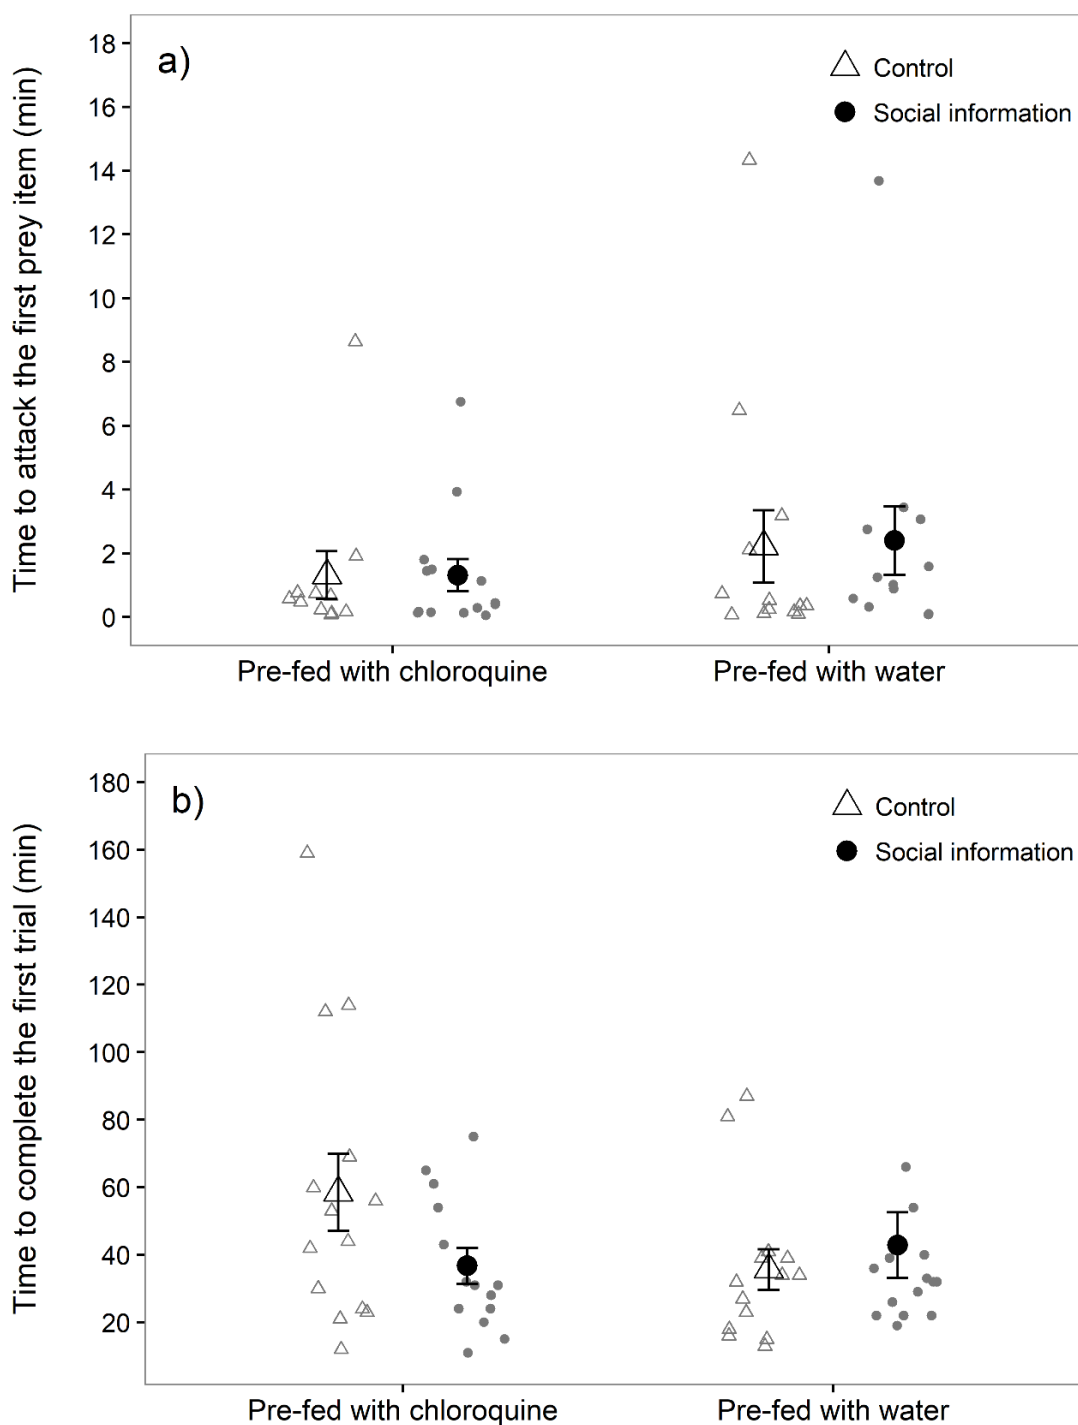 a)
Control
Social information
Time to attack the first prey item (min)
18
16
14
12
10
8
6
4
2
0
Pre-fed with chloroquine
Pre-fed with water
b)
Control
Social information
Time to complete the first trial (min)
180
160
140
120
100
80
60
40
20
Pre-fed with chloroquine
Pre-fed with water